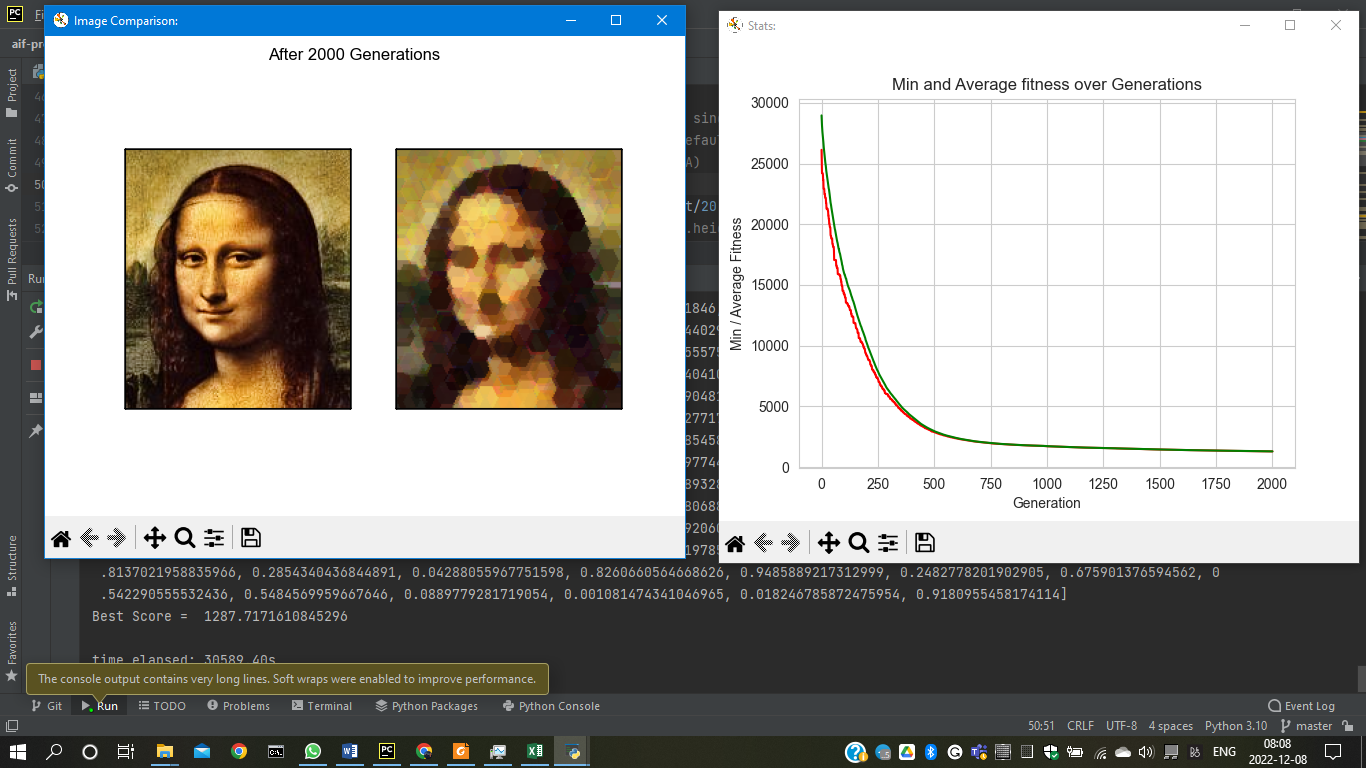 Image Comparison:
After 2000 Generations
Stats:
Min and Average fitness over Generations
30000
25000
20000
15000
10000
5000
0
Min / Average Fitness
0 250 500 750 1000 1250 1500 1750 2000
Generation
PC
aif-pr
Project
Commit
Pull Requests
Structure
Favorites
Run
.8137021958835966, 0.2854340436844891, 0.04288055967751598, 0.8260660564668626, 0.9485889217312999, 0.2482778201902905, 0.675901376594562, 0
.542290555532436, 0.5484569959667646, 0.0889779281719054, 0.001081474341046965, 0.018246785872475954, 0.9180955458174114]
Best Score =  1287.7171610845296
time elapsed: 30589.40s
The console output contains very long lines. Soft wraps were enabled to improve performance.
Git Run TODO Problems Terminal Python Packages Python Console Event Log
50:51 CRLF UTF-8 4 spaces Python 3.10 master
ENG
08:08
2022-12-08